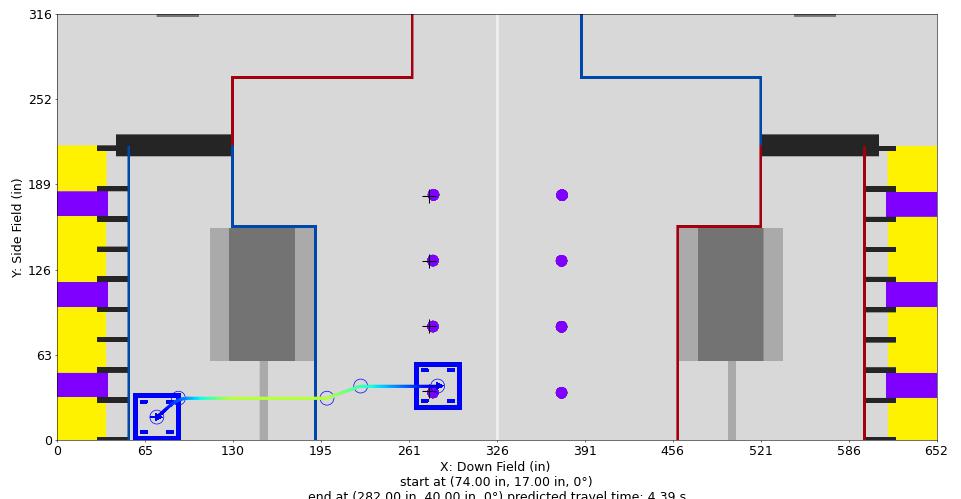 316
252
189
126
63
0
Y: Side Field (in)
0 65 130 195 261 326 391 456 521 586 652
X: Down Field (in)
start at (74.00 in, 17.00 in, 0°)
end at (282.00 in, 40.00 in, 0°) predicted travel time: 4.39 s